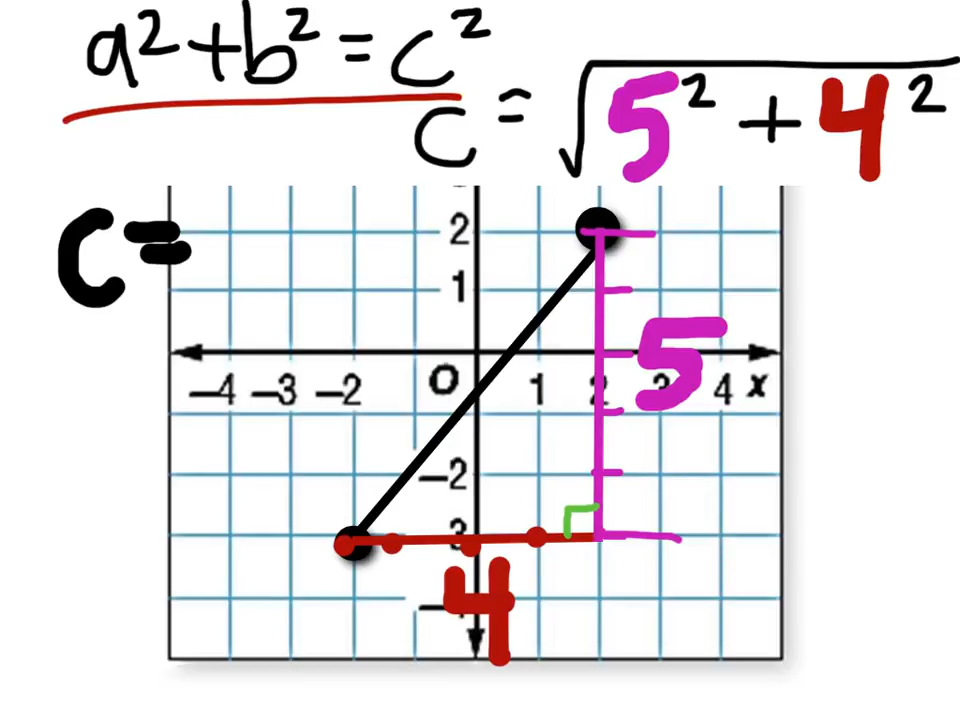 a² + b² = c²
c = √5² + 4²
c =
2
1
O
-4 -3 -2 1 2 3 4 x
5
-2
3
4